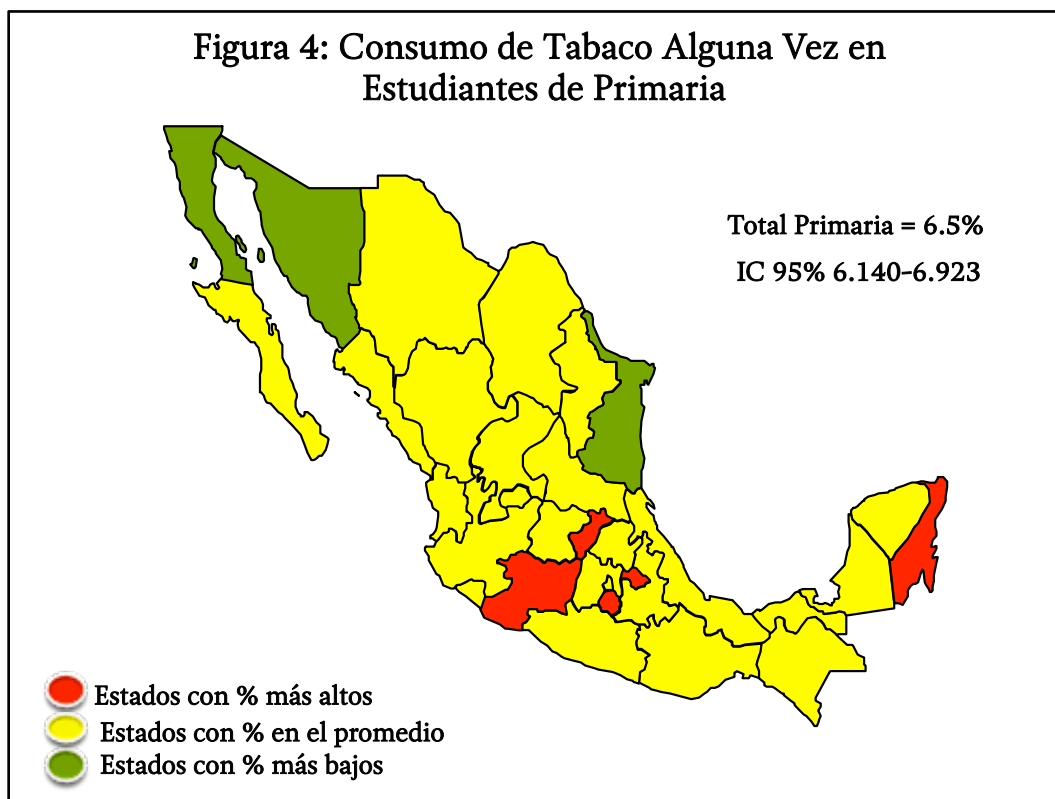 Figura 4: Consumo de Tabaco Alguna Vez en
Estudiantes de Primaria
Total Primaria = 6.5%
IC 95% 6.140-6.923
Estados con % más altos
Estados con % en el promedio
Estados con % más bajos